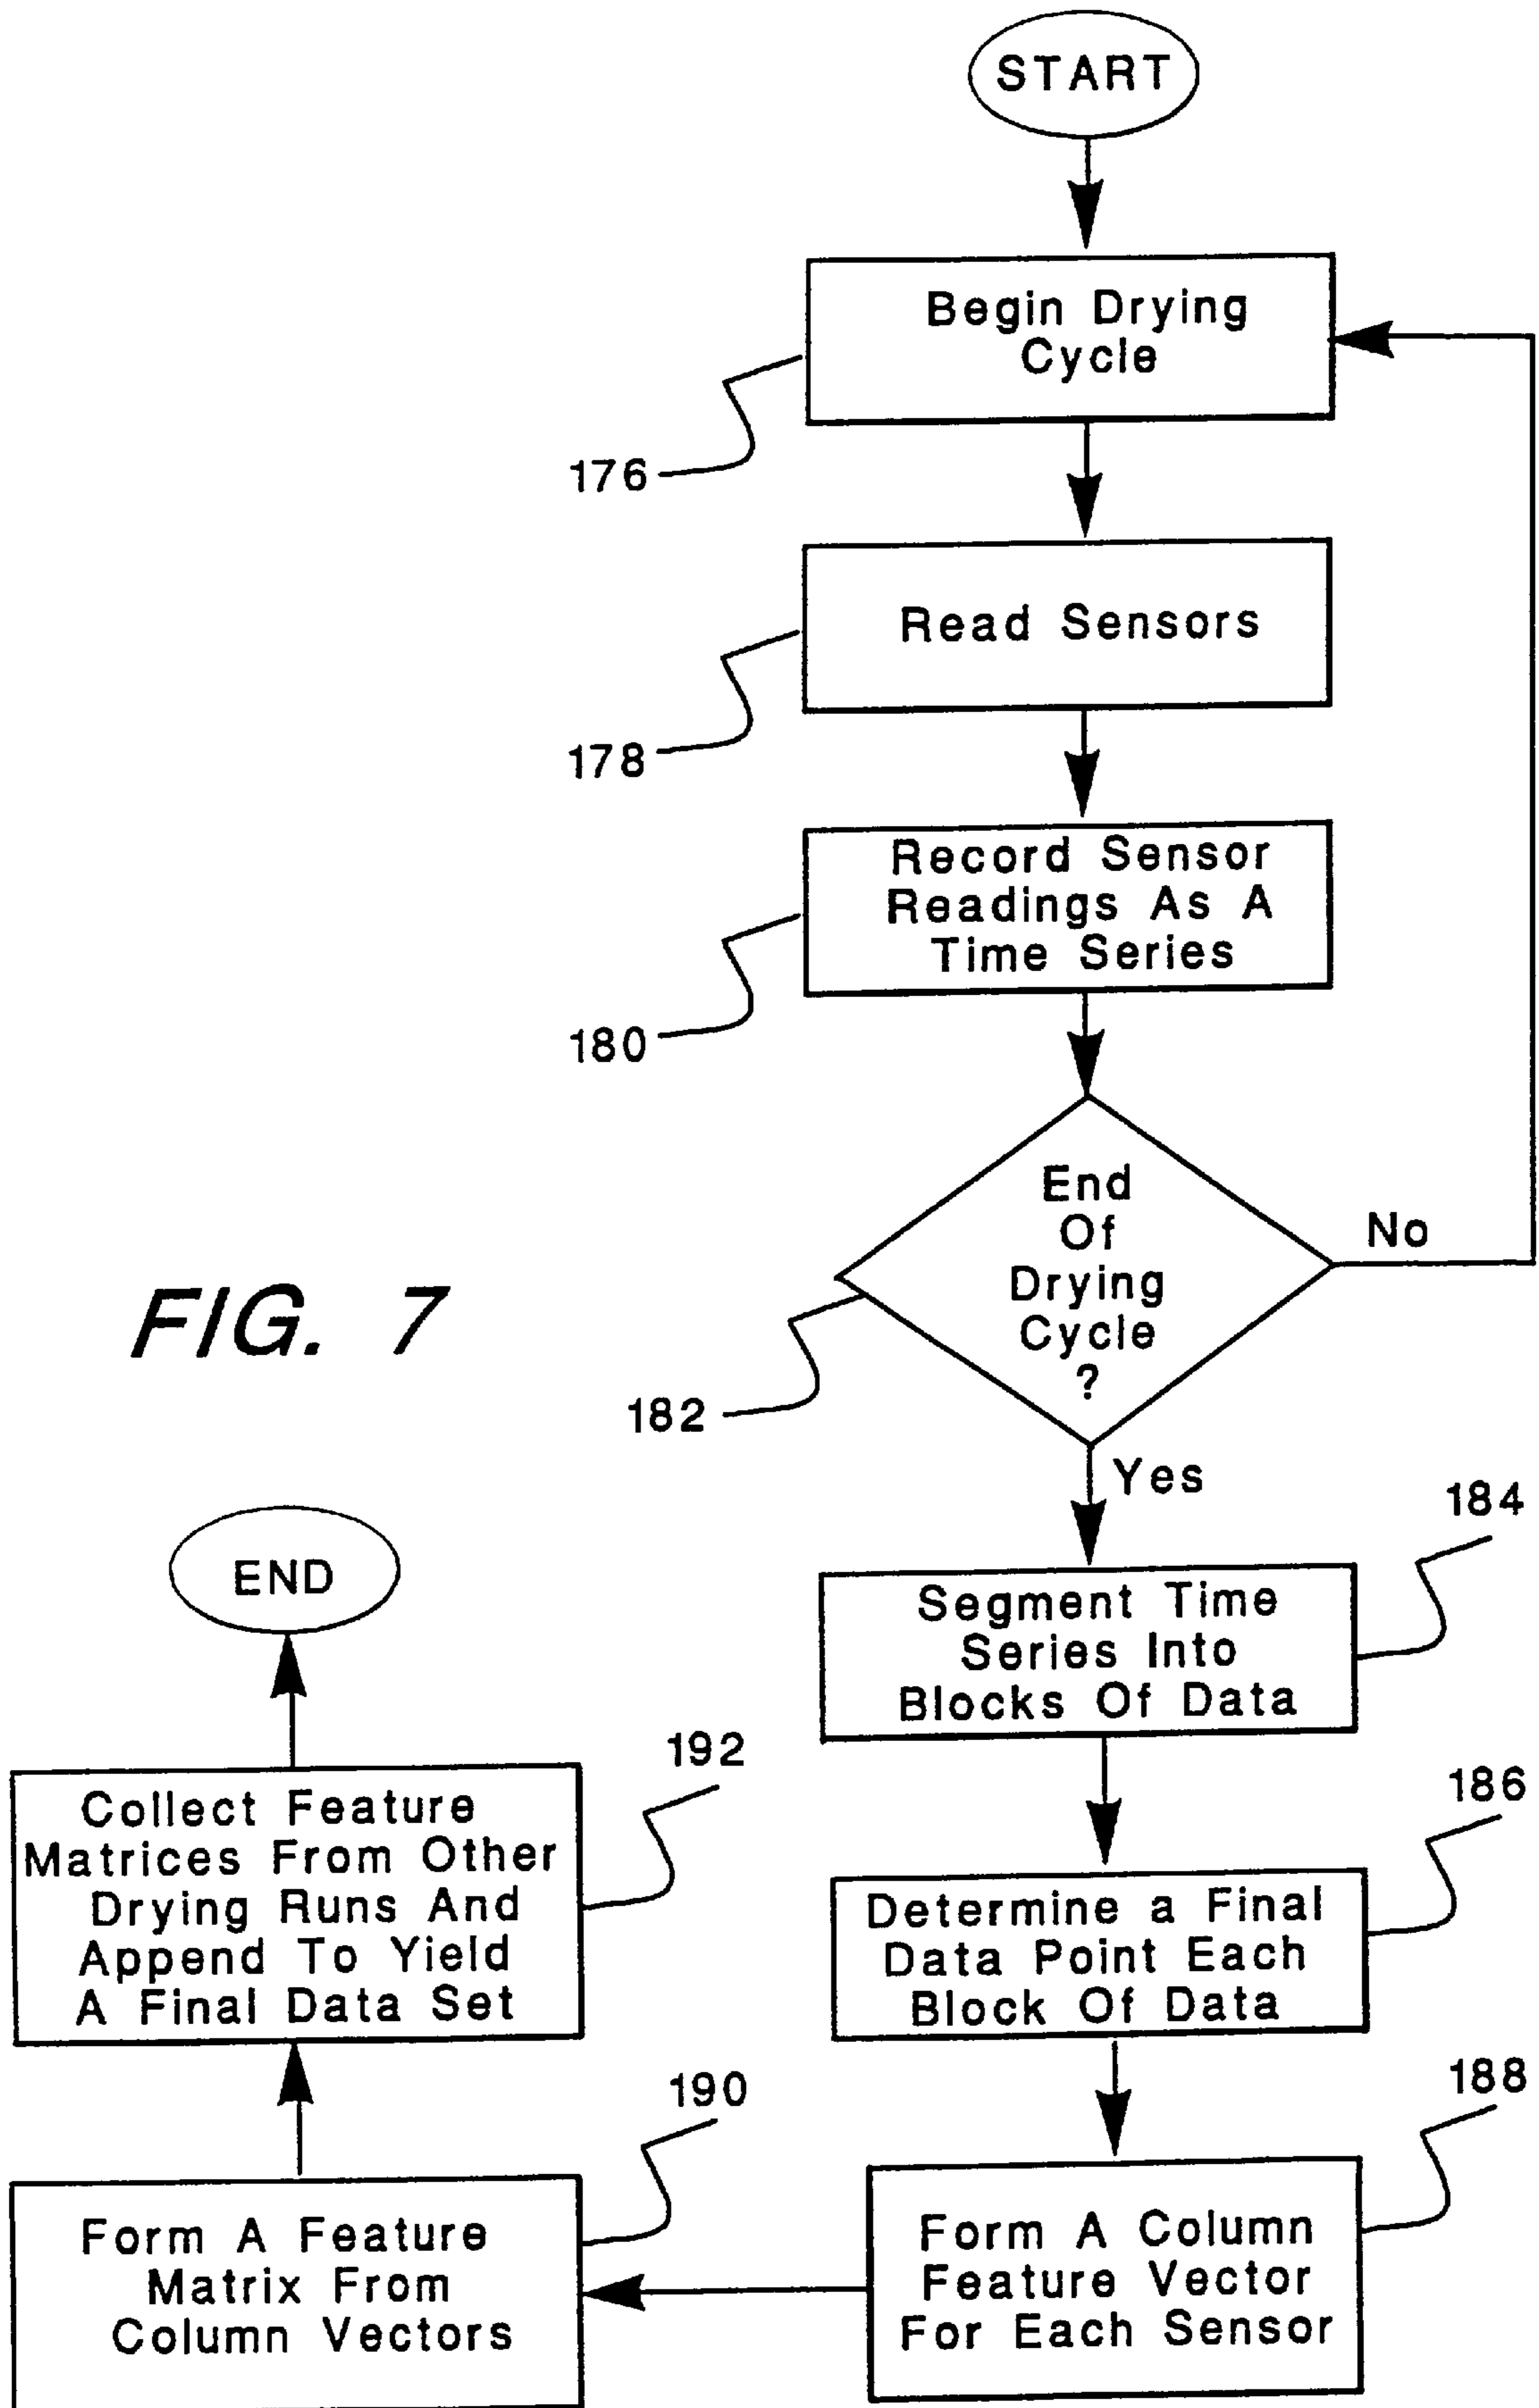 START
Begin Drying
Cycle
176
Read Sensors
178
Record Sensor
Readings As A
Time Series
180
End
Of
Drying
Cycle
?
No
182
Yes
FIG. 7
184
Segment Time
Series Into
Blocks Of Data
186
Determine a Final
Data Point Each
Block Of Data
188
Form A Column
Feature Vector
For Each Sensor
190
Form A Feature
Matrix From
Column Vectors
192
Collect Feature
Matrices From Other
Drying Runs And
Append To Yield
A Final Data Set
END